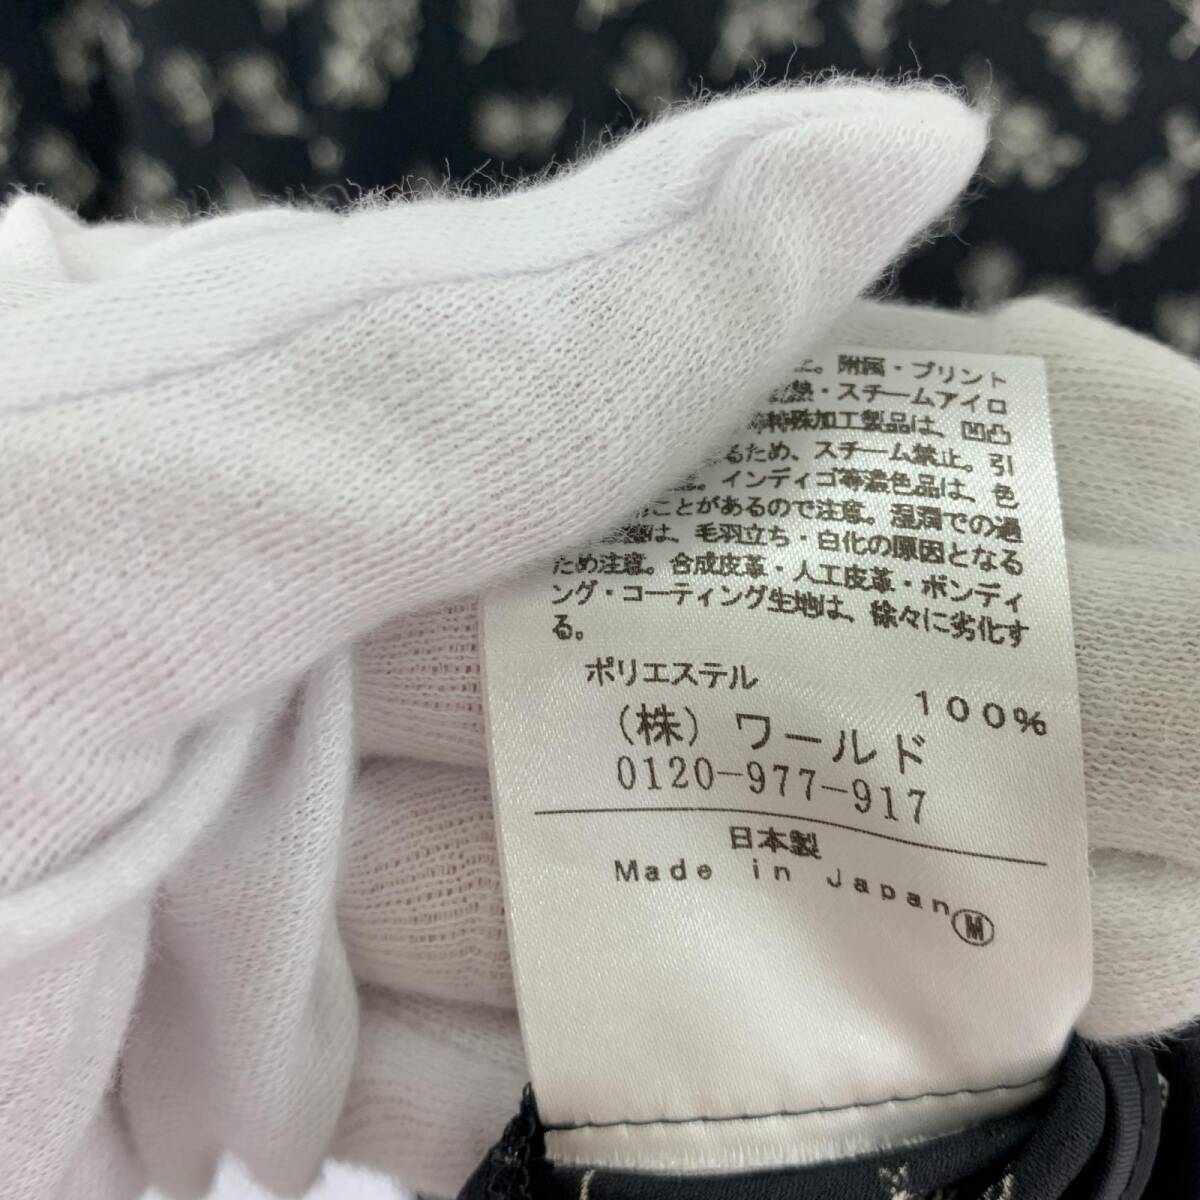 止。附属・プリント
熱・スチームアイロ
特殊加工製品は、凹凸
るため、スチーム禁止。引
。インディゴ等濃色品は、色
ことがあるので注意。湿潤での過
は、毛羽立ち・白化の原因となる
ため注意。合成皮革・人工皮革・ボンディ
ング・コーティング生地は、徐々に劣化す
る。
ポリエステル
100%
(株) ワールド
0120-977-917
日本製
Made in Japan Ⓜ